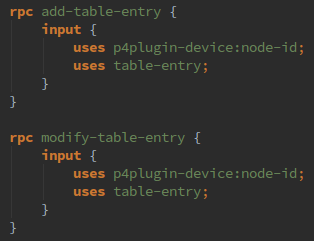 rpc add-table-entry {
input {
uses p4plugin-device:node-id;
uses table-entry;
}
}
rpc modify-table-entry {
input {
uses p4plugin-device:node-id;
uses table-entry;
}
}